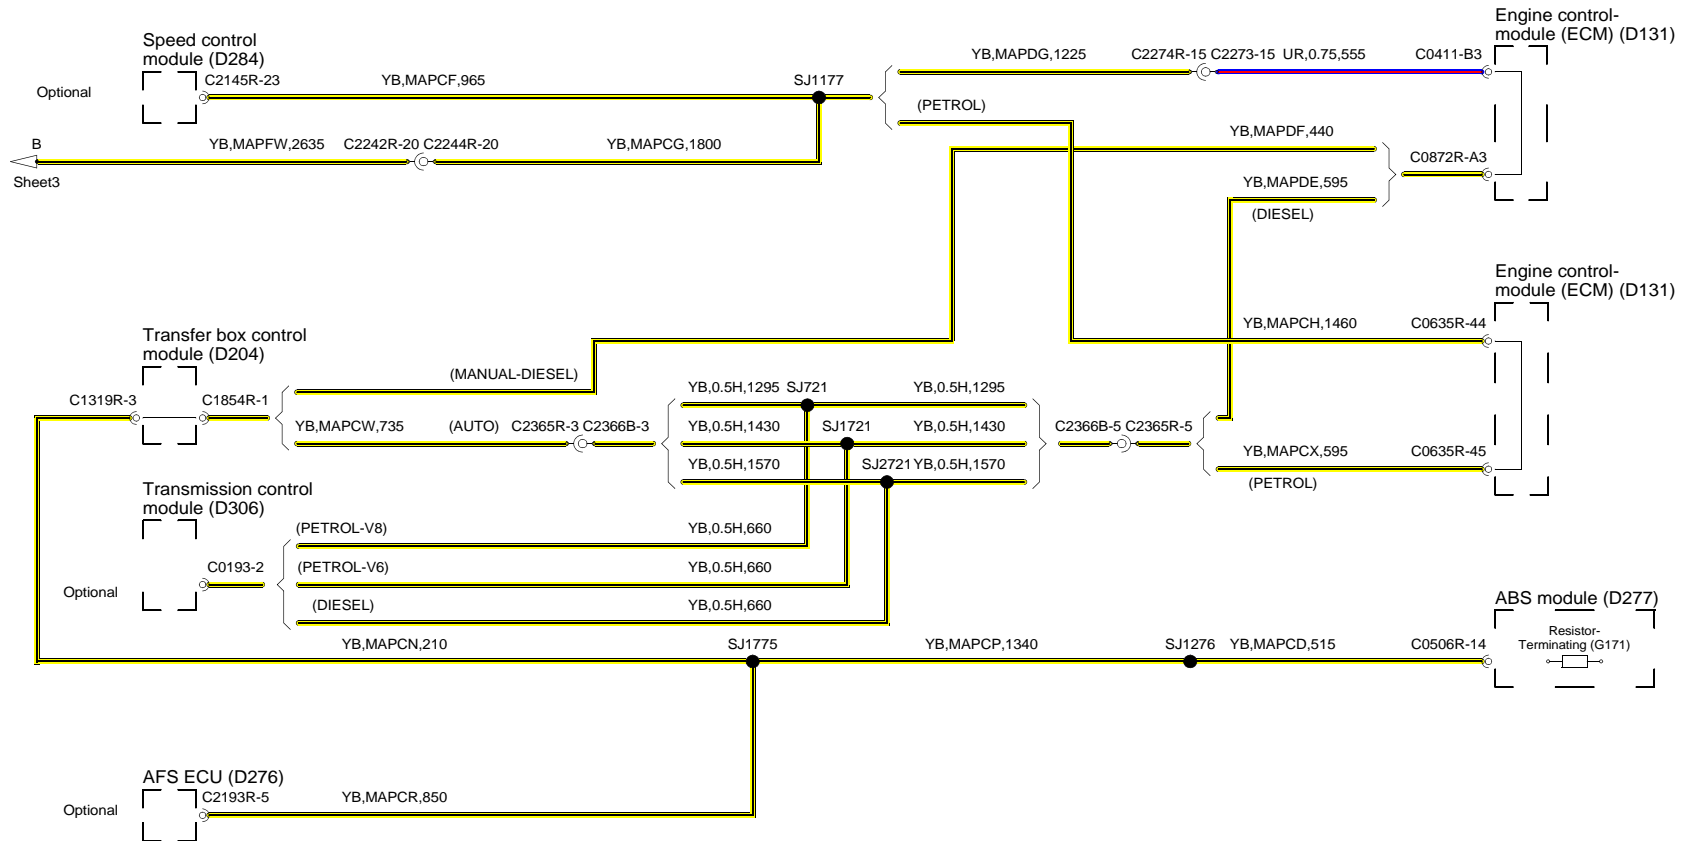 Engine control-
module (ECM) (D131)
Speed control
module (D284)
YB,MAPDG,1225
C2274R-15 C2273-15 UR,0.75,555
C0411-B3
C2145R-23
YB,MAPCF,965
SJ1177
Optional
(PETROL)
YB,MAPDF,440
B
YB,MAPFW,2635
C2242R-20 C2244R-20
YB,MAPCG,1800
C0872R-A3
Sheet3
YB,MAPDE,595
(DIESEL)
Engine control-
module (ECM) (D131)
YB,MAPCH,1460
C0635R-44
Transfer box control
module (D204)
(MANUAL-DIESEL)
YB,0.5H,1295 SJ721
YB,0.5H,1295
C1319R-3
C1854R-1
YB,MAPCW,735
(AUTO)
C2365R-3 C2366B-3
YB,0.5H,1430
SJ1721
YB,0.5H,1430
C2366B-5 C2365R-5
YB,MAPCX,595
C0635R-45
YB,0.5H,1570
SJ2721 YB,0.5H,1570
(PETROL)
Transmission control
module (D306)
(PETROL-V8)
YB,0.5H,660
C0193-2
(PETROL-V6)
YB,0.5H,660
Optional
(DIESEL)
YB,0.5H,660
ABS module (D277)
YB,MAPCN,210
SJ1775
YB,MAPCP,1340
SJ1276
YB,MAPCD,515
C0506R-14
Resistor-
Terminating (G171)
AFS ECU (D276)
C2193R-5
YB,MAPCR,850
Optional